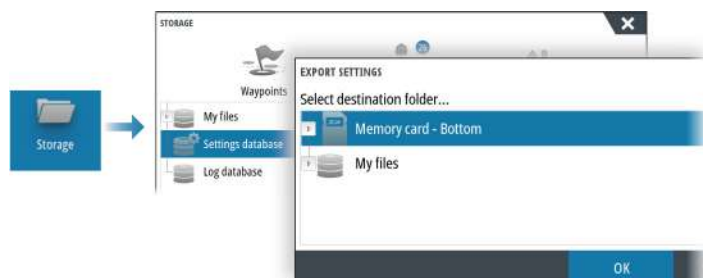 STORAGE
X
28
EXPORT SETTINGS
Waypoints
Select destination folder...
My files
Memory card - Bottom
Storage
Settings database
My files
Log database
OK